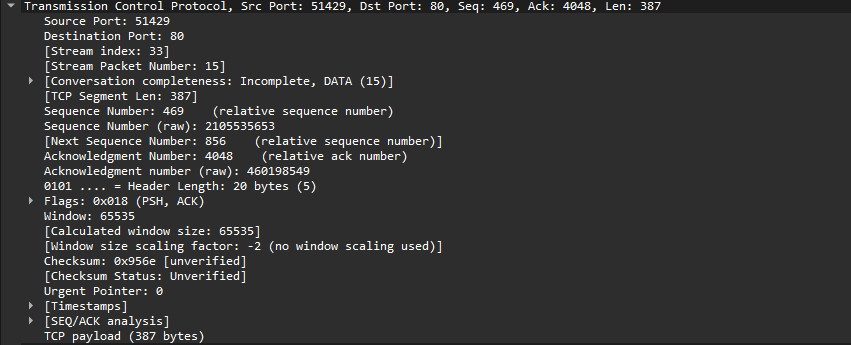 Transmission Control Protocol, Src Port: 51429, Dst Port: 80, Seq: 469, Ack: 4048, Len: 387
Source Port: 51429
Destination Port: 80
[Stream index: 33]
[Stream Packet Number: 15]
[Conversation completeness: Incomplete, DATA (15)]
[TCP Segment Len: 387]
Sequence Number: 469    (relative sequence number)
Sequence Number (raw): 2105535653
[Next Sequence Number: 856    (relative sequence number)]
Acknowledgment Number: 4048    (relative ack number)
Acknowledgment number (raw): 460198549
0101 .... = Header Length: 20 bytes (5)
Flags: 0x018 (PSH, ACK)
Window: 65535
[Calculated window size: 65535]
[Window size scaling factor: -2 (no window scaling used)]
Checksum: 0x956e [unverified]
[Checksum Status: Unverified]
Urgent Pointer: 0
[Timestamps]
[SEQ/ACK analysis]
TCP payload (387 bytes)